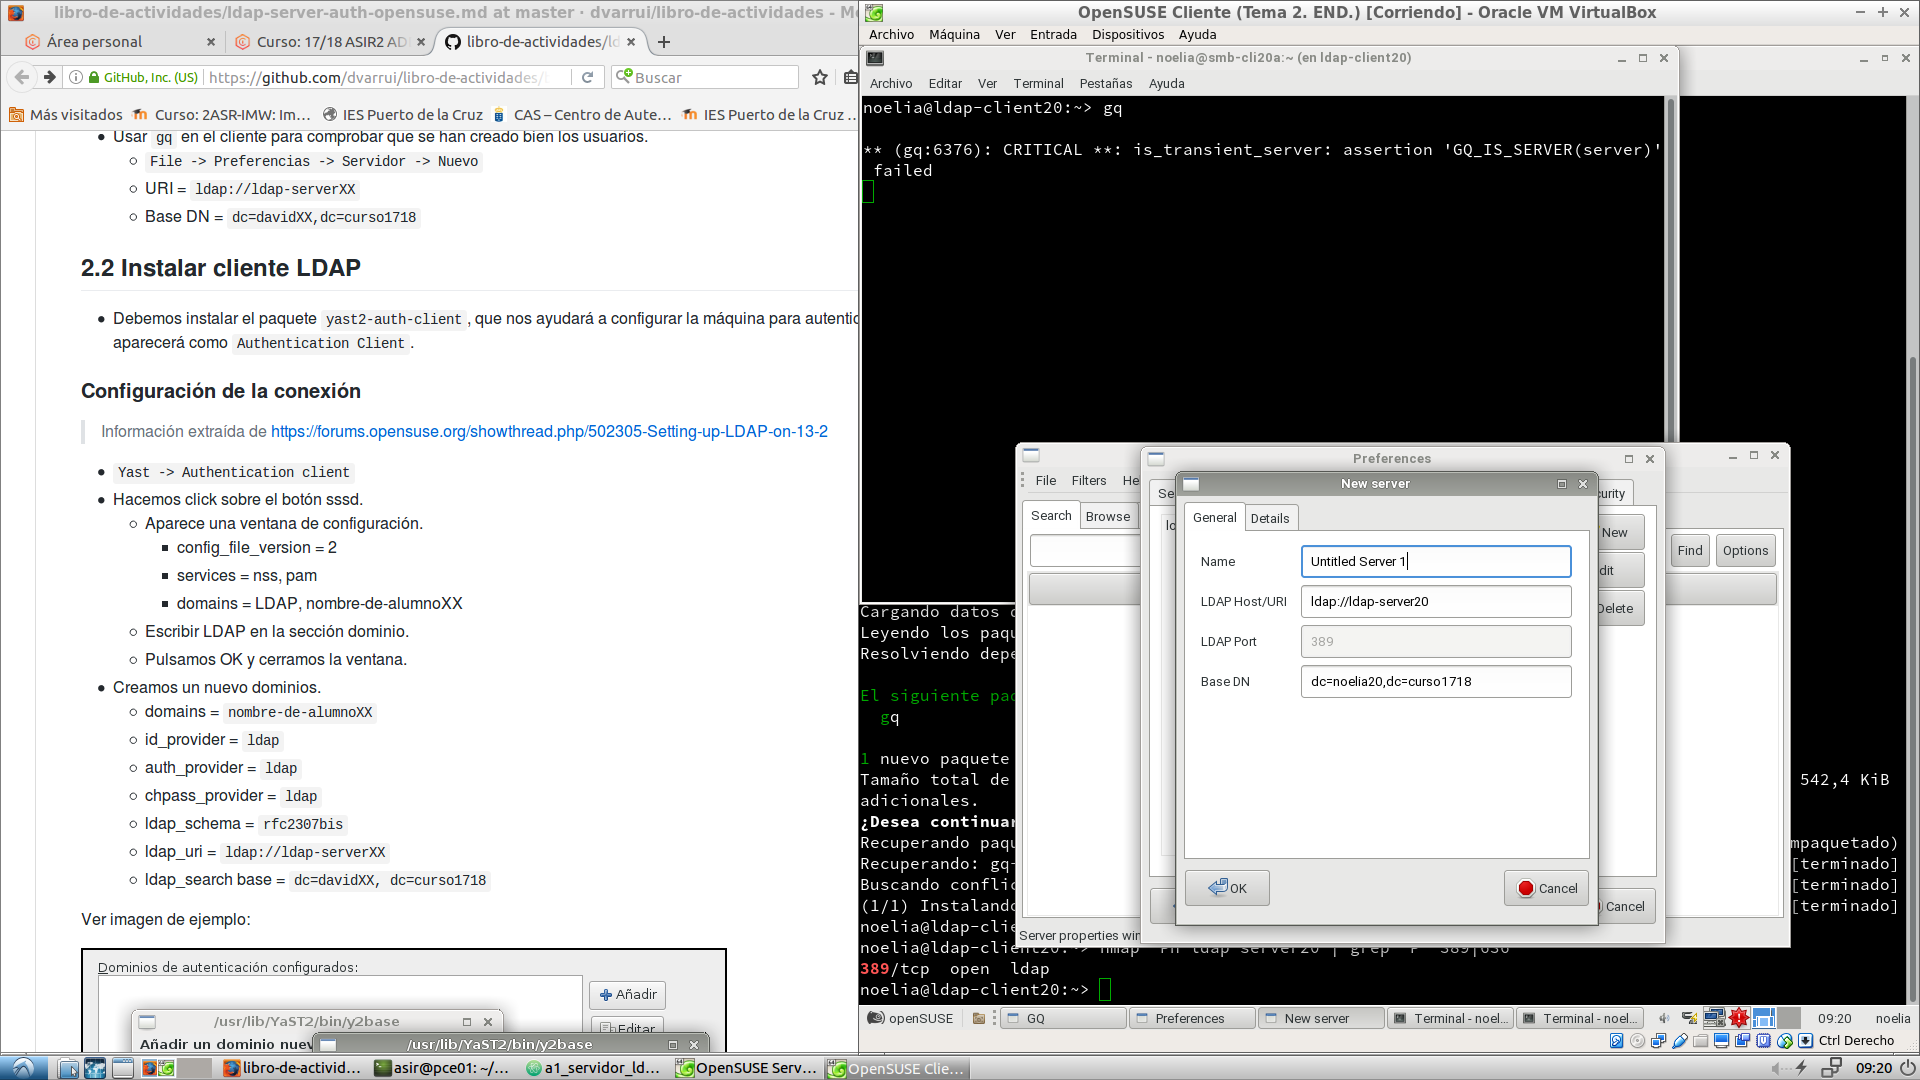 libro-de-actividades/ldap-server-auth-opensuse.md at master · dvarrui/libro-de-actividades - Mo
Área personal
Curso: 17/18 ASIR2 AD
libro-de-actividades/ld
GitHub, Inc. (US)
https://github.com/dvarrui/libro-de-actividades/b
Buscar
Más visitados
Curso: 2ASR-IMW: Im...
IES Puerto de la Cruz
CAS – Centro de Aute...
IES Puerto de la Cruz ...
Usar gq en el cliente para comprobar que se han creado bien los usuarios.
File -> Preferencias -> Servidor -> Nuevo
URI = ldap://ldap-serverXX
Base DN = dc=davidXX,dc=curso1718
2.2 Instalar cliente LDAP
Debemos instalar el paquete yast2-auth-client, que nos ayudará a configurar la máquina para autentic
aparecerá como Authentication Client.
Configuración de la conexión
Información extraída de https://forums.opensuse.org/showthread.php/502305-Setting-up-LDAP-on-13-2
Yast -> Authentication client
Hacemos click sobre el botón sssd.
Aparece una ventana de configuración.
config_file_version = 2
services = nss, pam
domains = LDAP, nombre-de-alumnoXX
Escribir LDAP en la sección dominio.
Pulsamos OK y cerramos la ventana.
Creamos un nuevo dominios.
domains = nombre-de-alumnoXX
id_provider = ldap
auth_provider = ldap
chpass_provider = ldap
ldap_schema = rfc2307bis
ldap_uri = ldap://ldap-serverXX
ldap_search base = dc=davidXX, dc=curso1718
Ver imagen de ejemplo:
Dominios de autenticación configurados:
Añadir
Editar
/usr/lib/YaST2/bin/y2base
Añadir un dominio nuev
/usr/lib/YaST2/bin/y2base
OpenSUSE Cliente (Tema 2. END.) [Corriendo] - Oracle VM VirtualBox
Archivo Máquina Ver Entrada Dispositivos Ayuda
Terminal - noelia@smb-cli20a:~ (en ldap-client20)
Archivo Editar Ver Terminal Pestañas Ayuda
noelia@ldap-client20:~> gq
** (gq:6376): CRITICAL **: is_transient_server: assertion 'GQ_IS_SERVER(server)'
failed
File Filters He
Search Browse
Find
Options
Server properties win
Preferences
Se
curity
lo
New
dit
Delete
Cancel
New server
General Details
Name Untitled Server 1
LDAP Host/URI ldap://ldap-server20
LDAP Port 389
Base DN dc=noelia20,dc=curso1718
OK
Cancel
Cargando datos d
Leyendo los paqu
Resolviendo depe
El siguiente paq
gq
1 nuevo paquete
Tamaño total de 542,4 KiB
adicionales.
¿Desea continuar
Recuperando paqu mpaquetado)
Recuperando: gq- [terminado]
Buscando conflic [terminado]
(1/1) Instalando [terminado]
noelia@ldap-clie
noelia@ldap-client20:~> nmap -Pn ldap-server20 | grep -P '389|636'
389/tcp open ldap
noelia@ldap-client20:~>
openSUSE
GQ
Preferences
New server
Terminal - noel...
Terminal - noel...
09:20
noelia
Ctrl Derecho
libro-de-activid...
asir@pce01: ~/...
a1_servidor_ld...
OpenSUSE Serv...
OpenSUSE Clie...
09:20